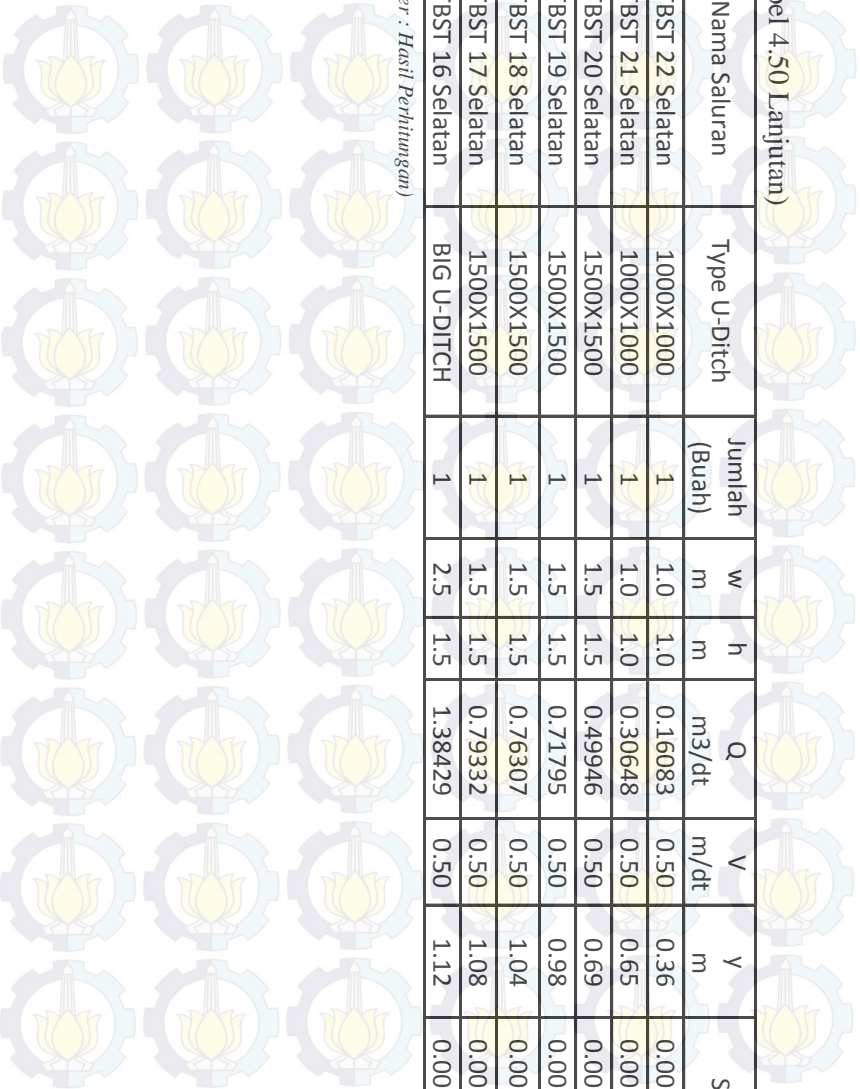 4.50 Lanjutan)
Nama Saluran Type U-Ditch Jumlah (Buah) w m h m Q m3/dt V m/dt y m S
BST 22 Selatan 1000X1000 1 1.0 1.0 0.16083 0.50 0.36 0.00
BST 21 Selatan 1000X1000 1 1.0 1.0 0.30648 0.50 0.65 0.00
BST 20 Selatan 1500X1500 1 1.5 1.5 0.49946 0.50 0.69 0.00
BST 19 Selatan 1500X1500 1 1.5 1.5 0.71795 0.50 0.98 0.00
BST 18 Selatan 1500X1500 1 1.5 1.5 0.76307 0.50 1.04 0.00
BST 17 Selatan 1500X1500 1 1.5 1.5 0.79332 0.50 1.08 0.00
BST 16 Selatan BIG U-DITCH 1 2.5 1.5 1.38429 0.50 1.12 0.00
: Hasil Perhitungan)